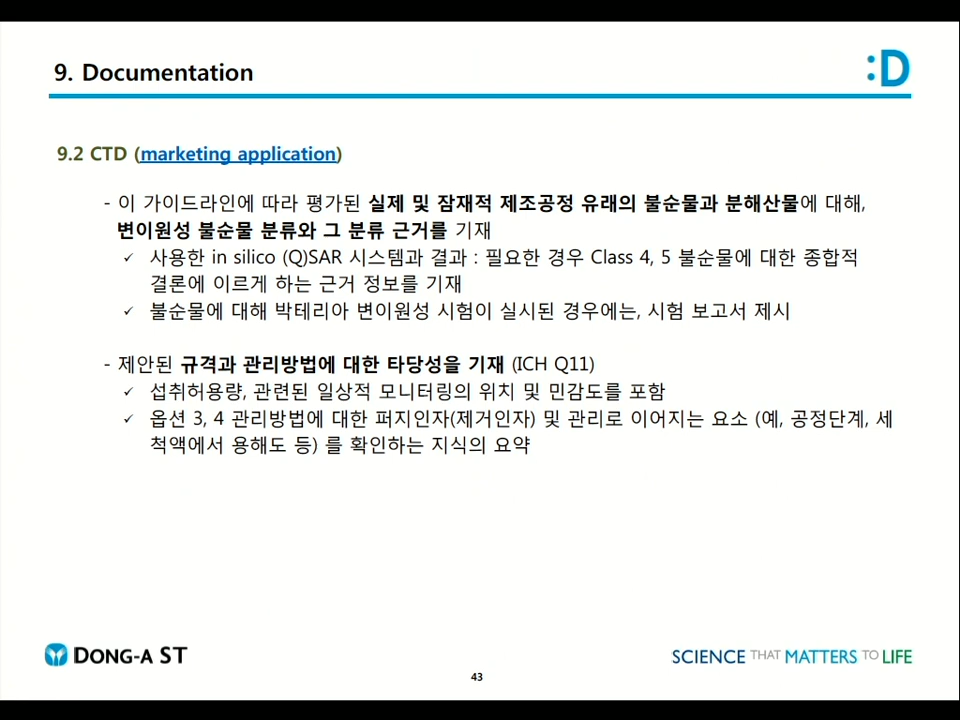 9. Documentation
:D
9.2 CTD (marketing application)
- 이 가이드라인에 따라 평가된 실제 및 잠재적 제조공정 유래의 불순물과 분해산물에 대해,
변이원성 불순물 분류와 그 분류 근거를 기재
✓ 사용한 in silico (Q)SAR 시스템과 결과 : 필요한 경우 Class 4, 5 불순물에 대한 종합적
결론에 이르게 하는 근거 정보를 기재
✓ 불순물에 대해 박테리아 변이원성 시험이 실시된 경우에는, 시험 보고서 제시
- 제안된 규격과 관리방법에 대한 타당성을 기재 (ICH Q11)
✓ 섭취허용량, 관련된 일상적 모니터링의 위치 및 민감도를 포함
✓ 옵션 3, 4 관리방법에 대한 퍼지인자(제거인자) 및 관리로 이어지는 요소 (예, 공정단계, 세
척액에서 용해도 등) 를 확인하는 지식의 요약
DONG-A ST
SCIENCE THAT MATTERS TO LIFE
43